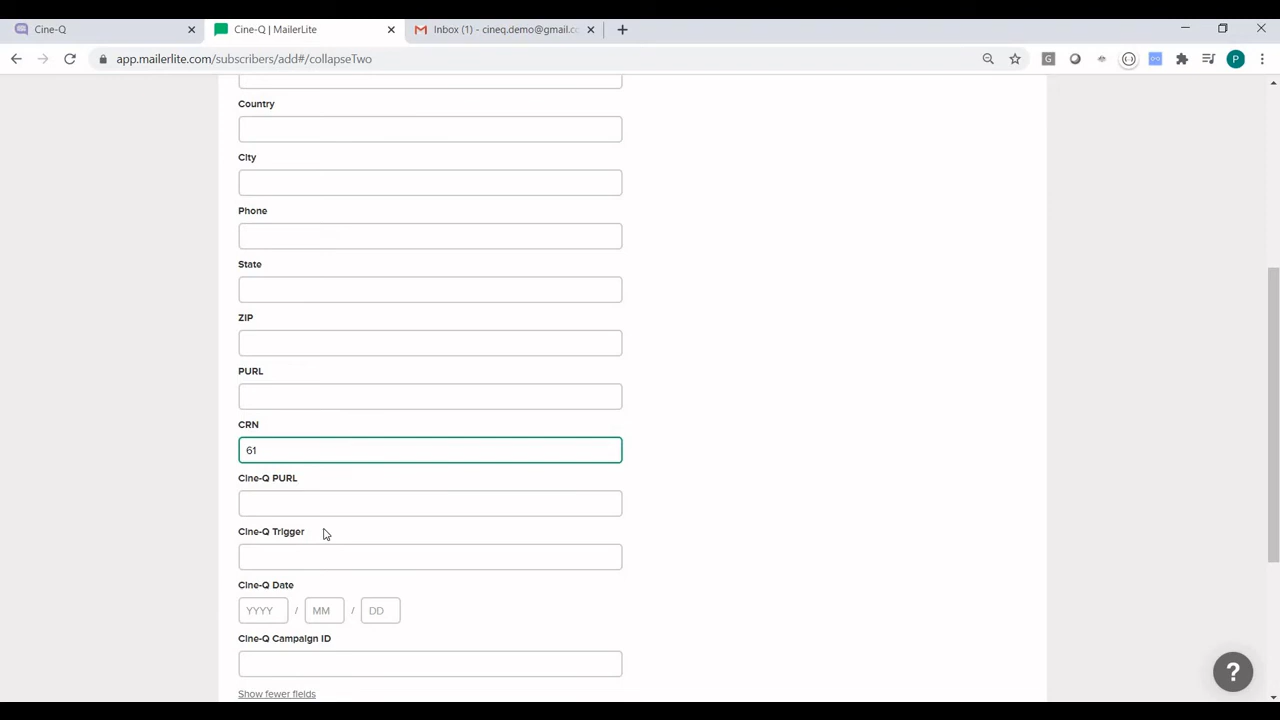 Cine-Q
Cine-Q | MailerLite
Inbox (1) - cineq.demo@gmail.cc
app.mailerlite.com/subscribers/add#/collapseTwo
G
P
Country
City
Phone
State
ZIP
PURL
CRN
61
Cine-Q PURL
Cine-Q Trigger
Cine-Q Date
YYYY / MM / DD
Cine-Q Campaign ID
Show fewer fields
?